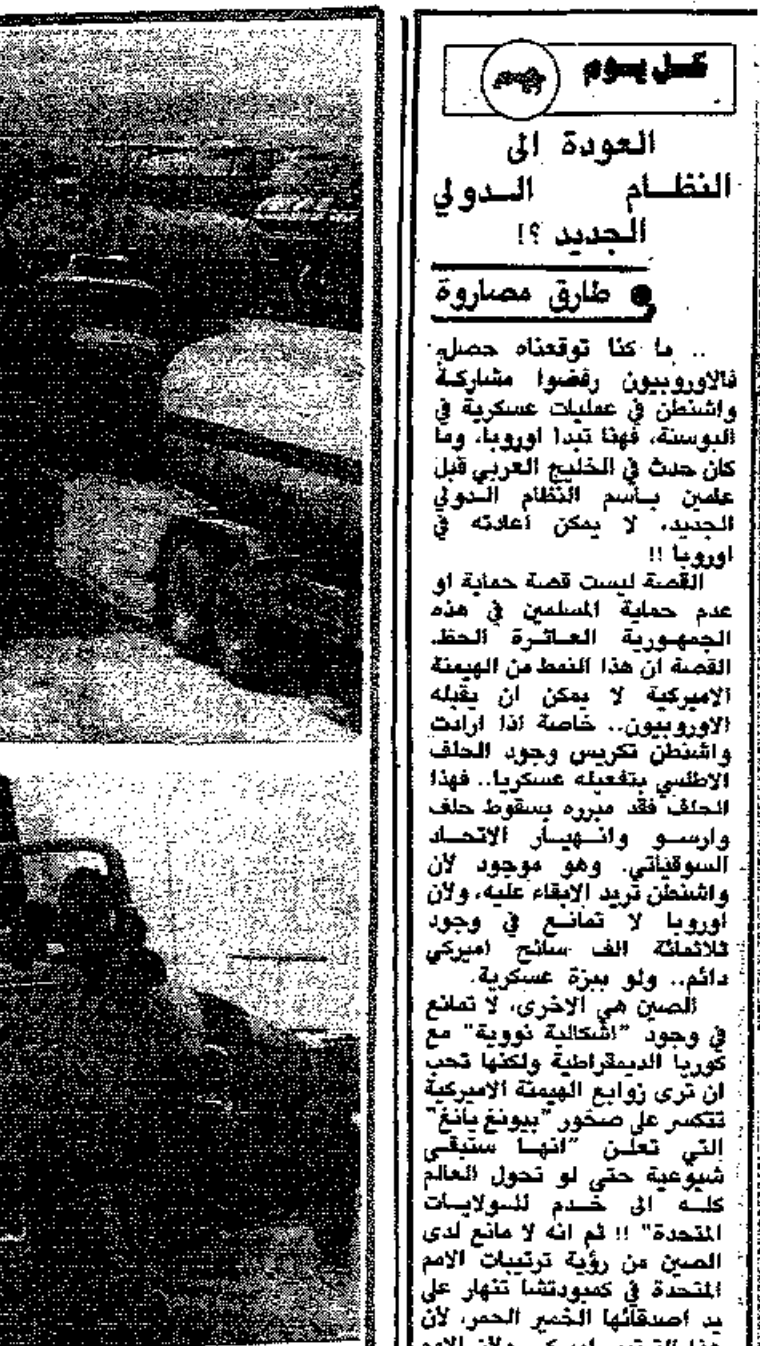 كل يوم
العودة الى
النظام الدولي
الجديد ؟!
طارق مصاروة
.. ما كنا توقعناه حصل،
فالاوروبيون رفضوا مشاركة
واشنطن في عمليات عسكرية في
البوسنة، فهنا تبدا اوروبا، وما
كان حدث في الخليج العربي قبل
عامين بأسم النظام الدولي
الجديد، لا يمكن اعادته في
اوروبا !!
القصة ليست قصة حماية او
عدم حماية المسلمين في هذه
الجمهورية العاثرة الحظ.
القصة ان هذا النمط من الهيمنة
الاميركية لا يمكن ان يقبله
الاوروبيون.. خاصة اذا ارادت
واشنطن تكريس وجود الحلف
الاطلسي بتفعيله عسكريا.. فهذا
الحلف فقد مبرره بسقوط حلف
وارسو وانهيار الاتحاد
السوفياتي. وهو موجود لأن
واشنطن تريد الإبقاء عليه، ولأن
اوروبا لا تمانع في وجود
ثلاثمائة الف سائح اميركي
دائم.. ولو ببزة عسكرية.
الصين هي الاخرى، لا تمانع
في وجود "اشكالية نووية" مع
كوريا الديمقراطية ولكنها تحب
ان ترى زوابع الهيمنة الاميركية
تتكسر على صخور "بيونغ يانغ"
التي تعلن "انها ستبقى
شيوعية حتى لو تحول العالم
كله الى خدم للولايات
المتحدة" !! ثم انه لا مانع لدى
الصين من رؤية ترتيبات الامم
المتحدة في كمبودتشا تنهار على
يد اصدقائها الخمير الحمر، لأن